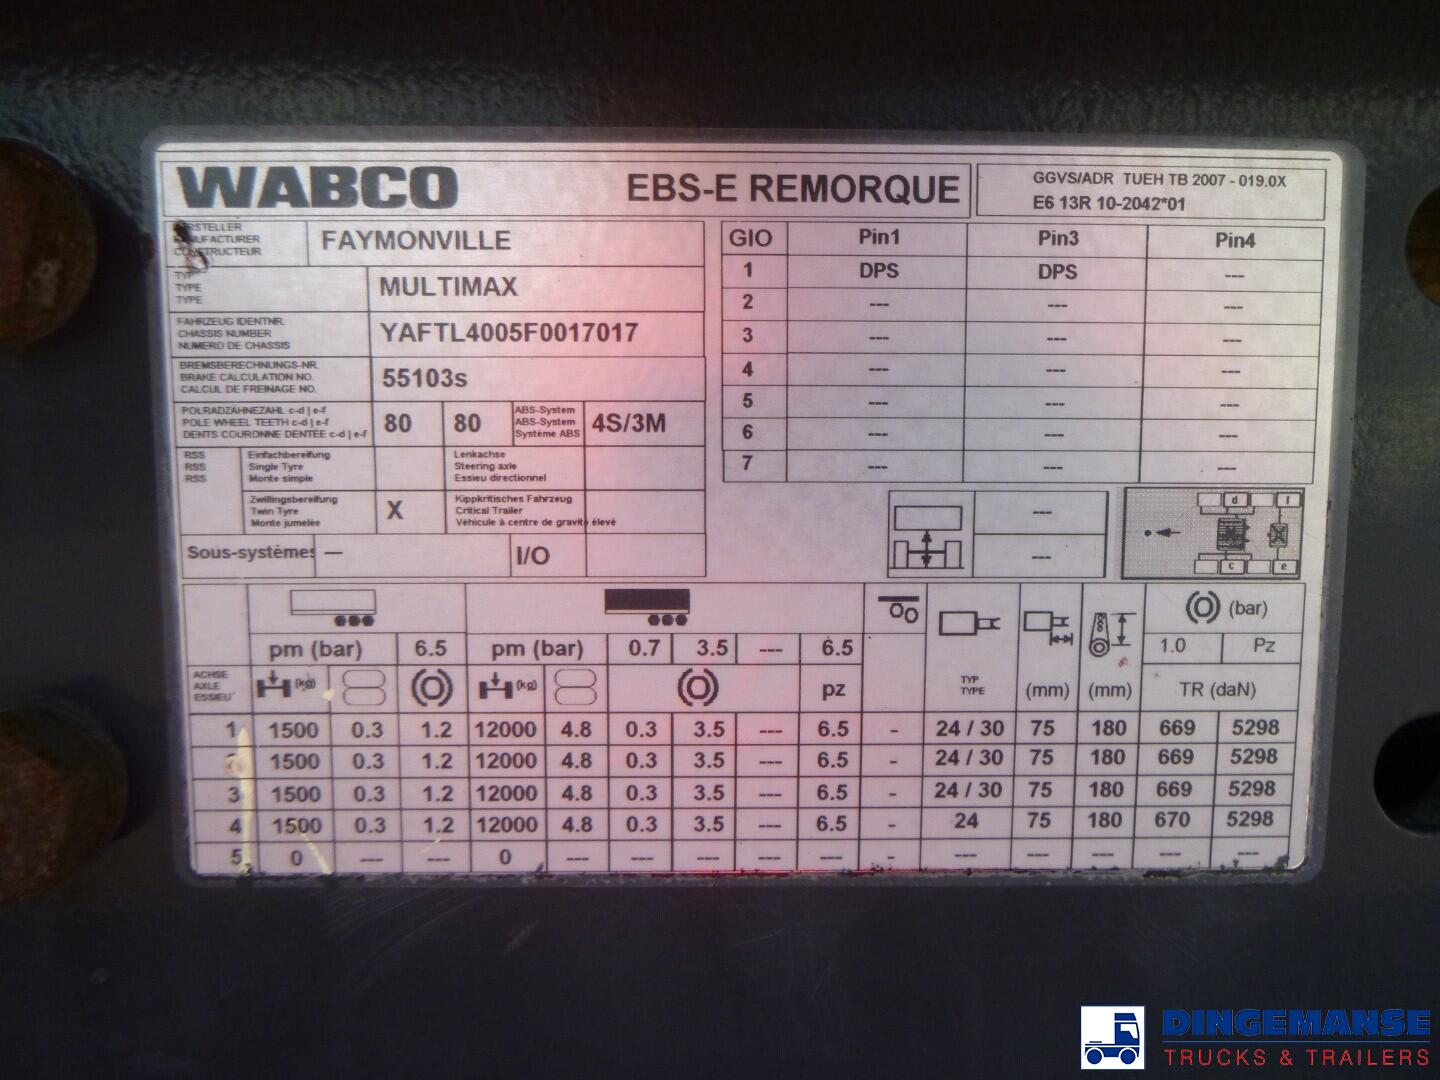 WABCO EBS-E REMORQUE
GGVS/ADR TUEH TB 2007 - 019.0X
E6 13R 10-2042*01
HERSTELLER
MANUFACTURER
CONSTRUCTEUR
FAYMONVILLE
TYP
TYPE
TYPE
MULTIMAX
FAHRZEUG IDENTNR.
CHASSIS NUMBER
NUMERO DE CHASSIS
YAFTL4005F0017017
BREMSBERECHNUNGS-NR.
BRAKE CALCULATION NO.
CALCUL DE FREINAGE NO.
55103s
POLRADZÄHNEZAHL c-d | e-f
POLE WHEEL TEETH c-d | e-f
DENTS COURONNE DENTÉE c-d | e-f
80 80
ABS-System
ABS-System
Système ABS
4S/3M
RSS
RSS
RSS
Einfachbereifung
Single Tyre
Monte simple
Lenkachse
Steering axle
Essieu directionnel
Zwillingsbereifung
Twin Tyre
Monte jumelée
X
Kippkritisches Fahrzeug
Critical Trailer
Véhicule à centre de gravité élevé
Sous-systèmes — I/O
GIO Pin1 Pin3 Pin4
1 DPS DPS ---
2 --- --- ---
3 --- --- ---
4 --- --- ---
5 --- --- ---
6 --- --- ---
7 --- --- ---
---
---
d f
c e
(bar)
pm (bar) 6.5 pm (bar) 0.7 3.5 --- 6.5 1.0 Pz
ACHSE
AXLE
ESSIEU
(kg) (kg) pz
TYP
TYPE
(mm) (mm) TR (daN)
1 1500 0.3 1.2 12000 4.8 0.3 3.5 --- 6.5 - 24 / 30 75 180 669 5298
2 1500 0.3 1.2 12000 4.8 0.3 3.5 --- 6.5 - 24 / 30 75 180 669 5298
3 1500 0.3 1.2 12000 4.8 0.3 3.5 --- 6.5 - 24 / 30 75 180 669 5298
4 1500 0.3 1.2 12000 4.8 0.3 3.5 --- 6.5 - 24 75 180 670 5298
5 0 --- --- 0 --- --- --- --- --- - --- --- --- --- ---
DINGEMANSE
TRUCKS & TRAILERS